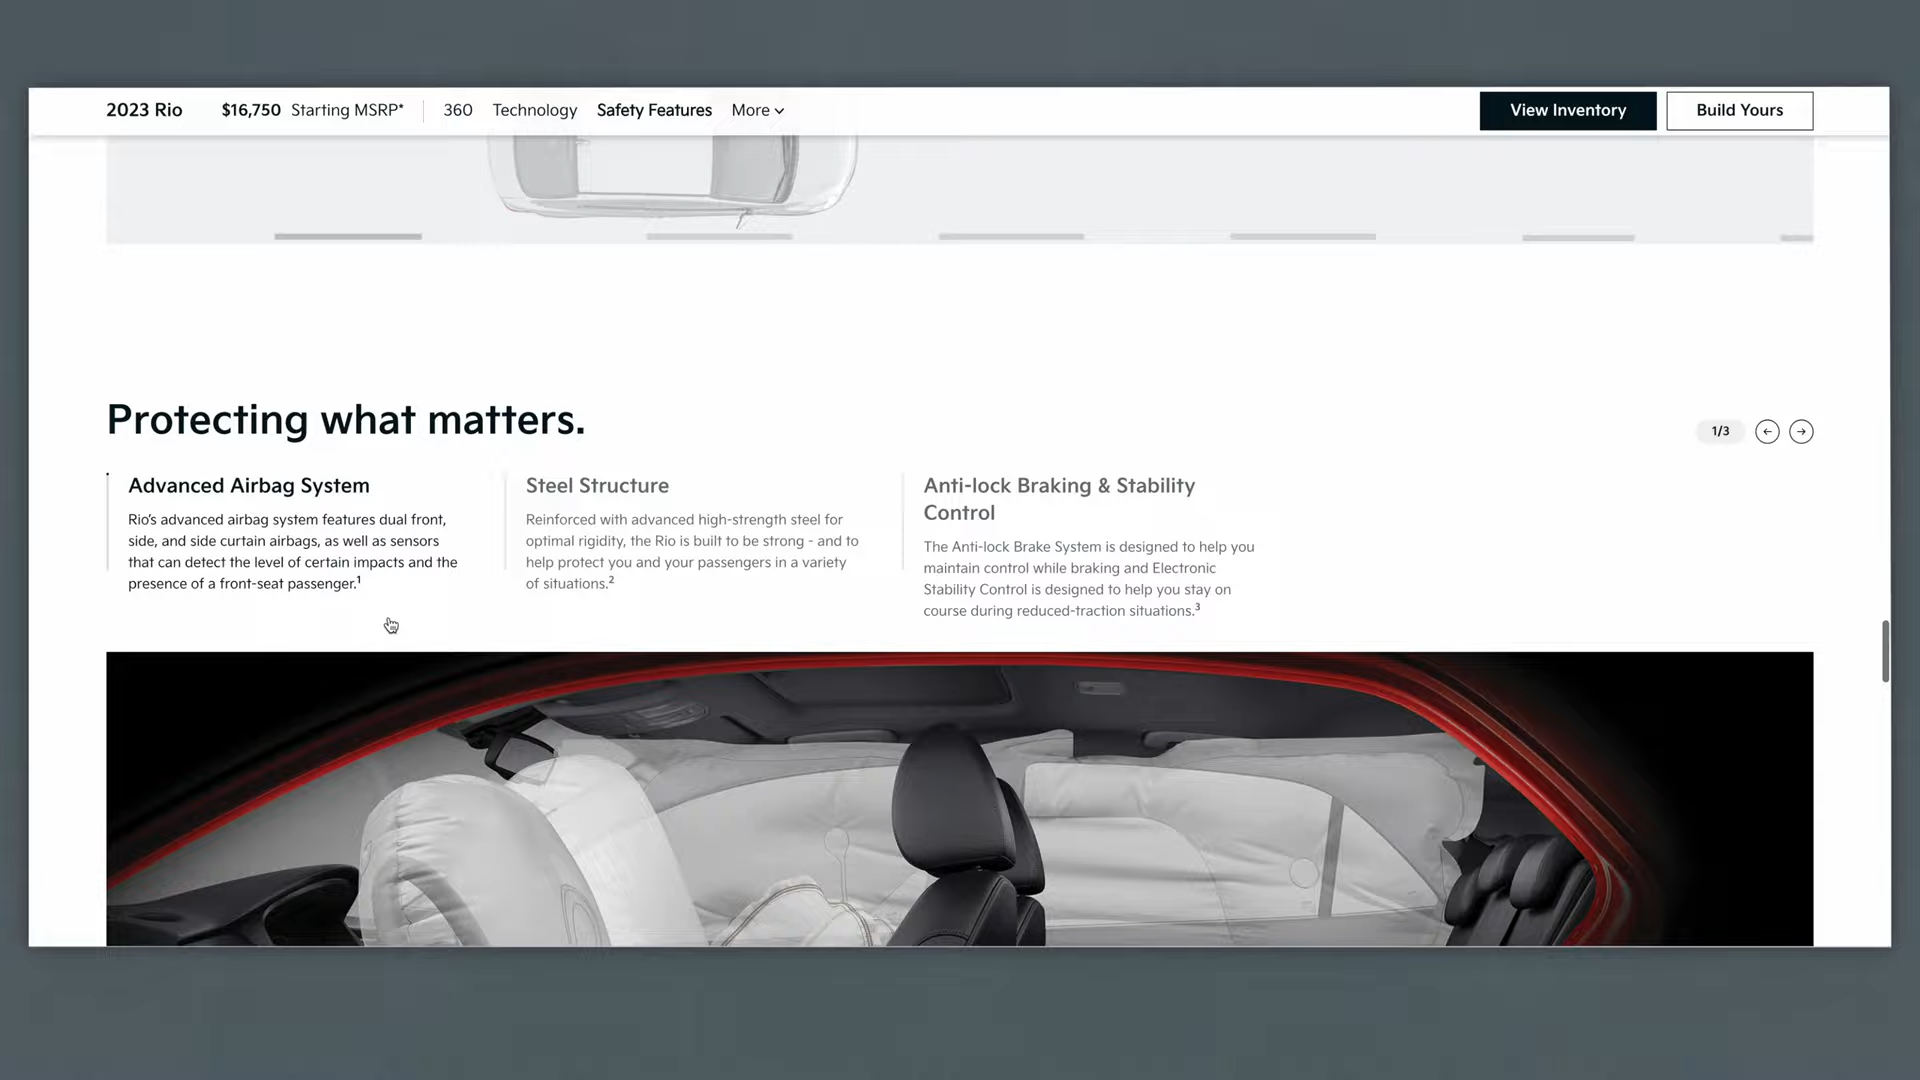 2023 Rio $16,750 Starting MSRP* 360 Technology Safety Features More View Inventory Build Yours
Protecting what matters.
1/3
Advanced Airbag System
Rio's advanced airbag system features dual front,
side, and side curtain airbags, as well as sensors
that can detect the level of certain impacts and the
presence of a front-seat passenger.1
Steel Structure
Reinforced with advanced high-strength steel for
optimal rigidity, the Rio is built to be strong - and to
help protect you and your passengers in a variety
of situations.2
Anti-lock Braking & Stability
Control
The Anti-lock Brake System is designed to help you
maintain control while braking and Electronic
Stability Control is designed to help you stay on
course during reduced-traction situations.3